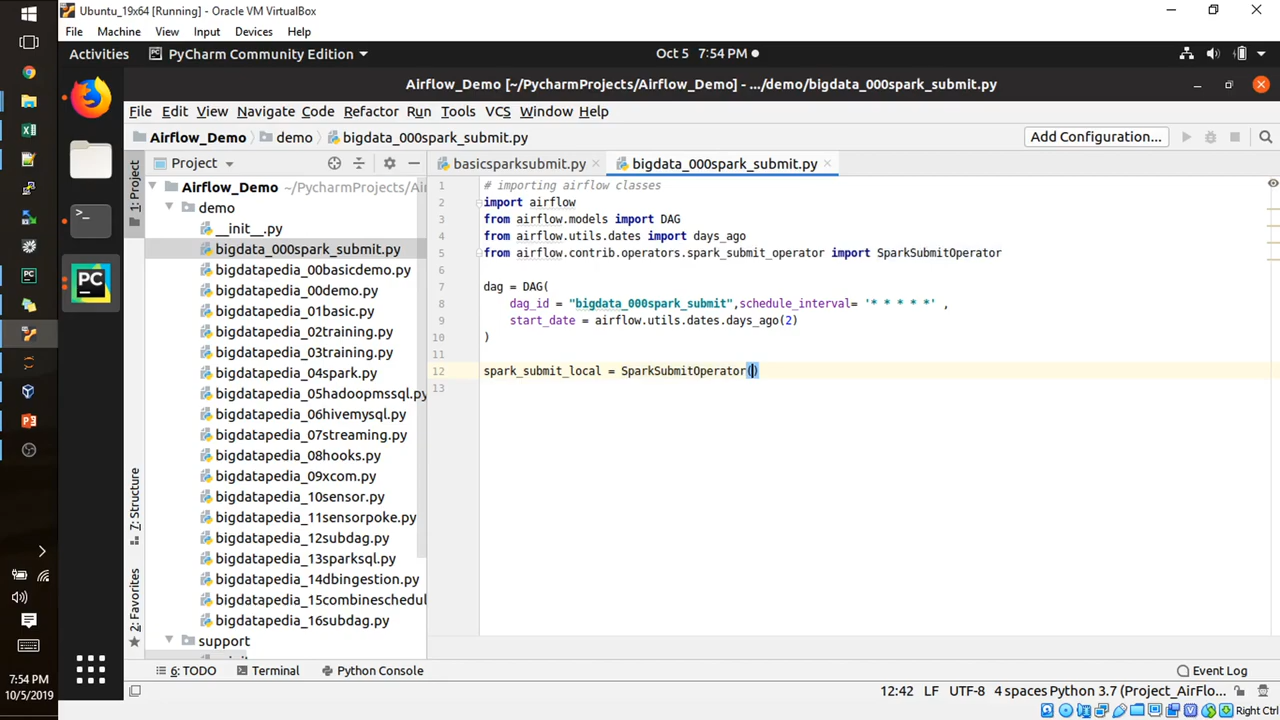 Ubuntu_19x64 [Running] - Oracle VM VirtualBox
File Machine View Input Devices Help
Activities PyCharm Community Edition Oct 5 7:54 PM
Airflow_Demo [~/PycharmProjects/Airflow_Demo] - .../demo/bigdata_000spark_submit.py
File Edit View Navigate Code Refactor Run Tools VCS Window Help
Airflow_Demo demo bigdata_000spark_submit.py Add Configuration...
Project basicsparksubmit.py bigdata_000spark_submit.py
1: Project
Airflow_Demo ~/PycharmProjects/Ai
demo
__init__.py
bigdata_000spark_submit.py
bigdatapedia_00basicdemo.py
bigdatapedia_00demo.py
bigdatapedia_01basic.py
bigdatapedia_02training.py
bigdatapedia_03training.py
bigdatapedia_04spark.py
bigdatapedia_05hadoopmssql.py
bigdatapedia_06hivemysql.py
bigdatapedia_07streaming.py
bigdatapedia_08hooks.py
bigdatapedia_09xcom.py
bigdatapedia_10sensor.py
bigdatapedia_11sensorpoke.py
bigdatapedia_12subdag.py
bigdatapedia_13sparksql.py
bigdatapedia_14dbingestion.py
bigdatapedia_15combineschedul
bigdatapedia_16subdag.py
support
7: Structure
2: Favorites
1 # importing airflow classes
2 import airflow
3 from airflow.models import DAG
4 from airflow.utils.dates import days_ago
5 from airflow.contrib.operators.spark_submit_operator import SparkSubmitOperator
6
7 dag = DAG(
8 dag_id = "bigdata_000spark_submit",schedule_interval= '* * * * *' ,
9 start_date = airflow.utils.dates.days_ago(2)
10 )
11
12 spark_submit_local = SparkSubmitOperator()
13
6: TODO Terminal Python Console Event Log
12:42 LF UTF-8 4 spaces Python 3.7 (Project_AirFlo...
Right Ctrl
7:54 PM
10/5/2019